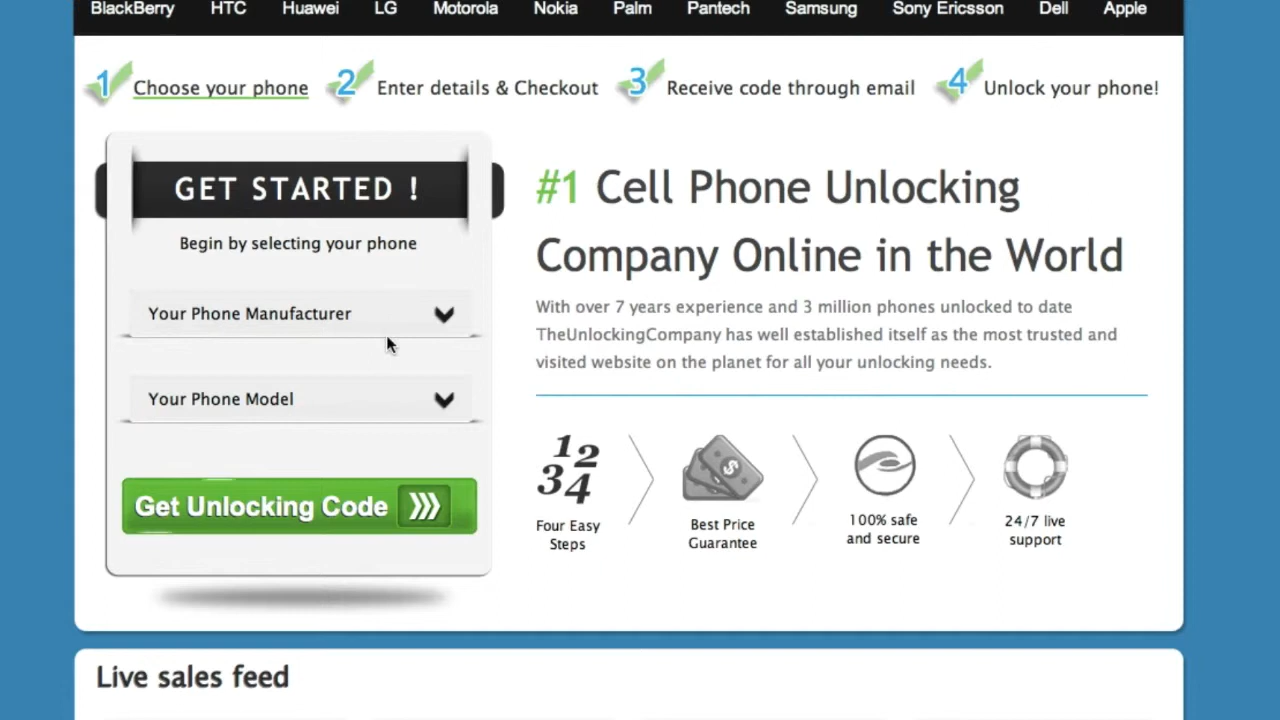 BlackBerry HTC Huawei LG Motorola Nokia Palm Pantech Samsung Sony Ericsson Dell Apple
1 Choose your phone 2 Enter details & Checkout 3 Receive code through email 4 Unlock your phone!
GET STARTED !
Begin by selecting your phone
Your Phone Manufacturer
Your Phone Model
Get Unlocking Code
#1 Cell Phone Unlocking
Company Online in the World
With over 7 years experience and 3 million phones unlocked to date
TheUnlockingCompany has well established itself as the most trusted and
visited website on the planet for all your unlocking needs.
1 2
3 4
Four Easy
Steps
$
Best Price
Guarantee
100% safe
and secure
24/7 live
support
Live sales feed